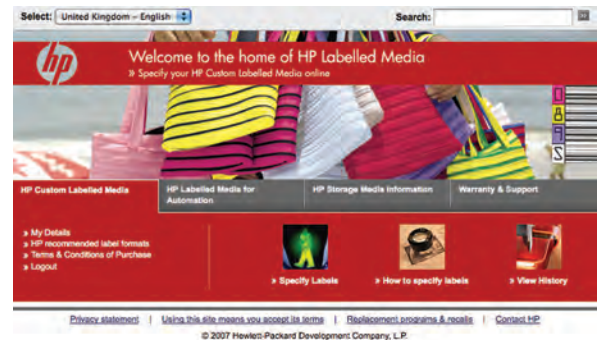 Select: United Kingdom – English
Search:
hp
Welcome to the home of HP Labelled Media
» Specify your HP Custom Labelled Media online
HP Custom Labelled Media
HP Labelled Media for
Automation
HP Storage Media Information
Warranty & Support
» My Details
» HP recommended label formats
» Terms & Conditions of Purchase
» Logout
» Specify Labels
» How to specify labels
» View History
Privacy statement | Using this site means you accept its terms | Replacement programs & recalls | Contact HP
© 2007 Hewlett-Packard Development Company, L.P.